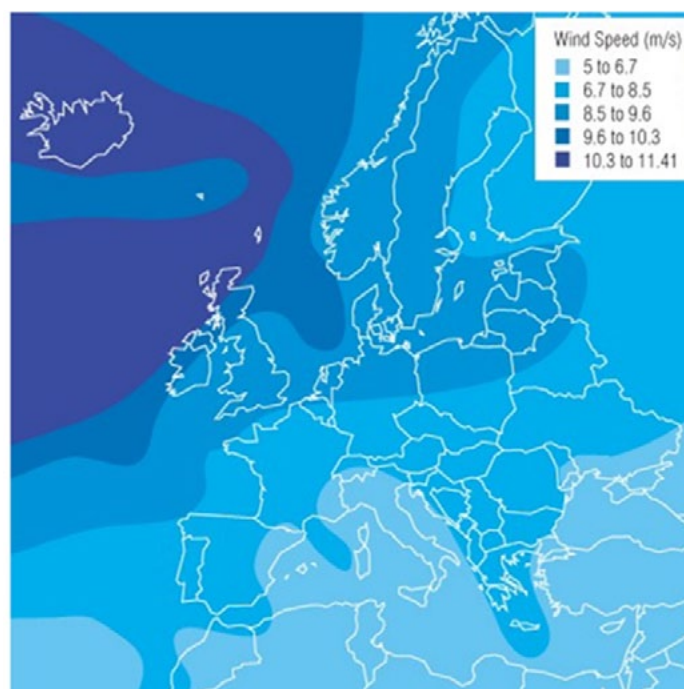 Wind Speed (m/s)
5 to 6.7
6.7 to 8.5
8.5 to 9.6
9.6 to 10.3
10.3 to 11.41